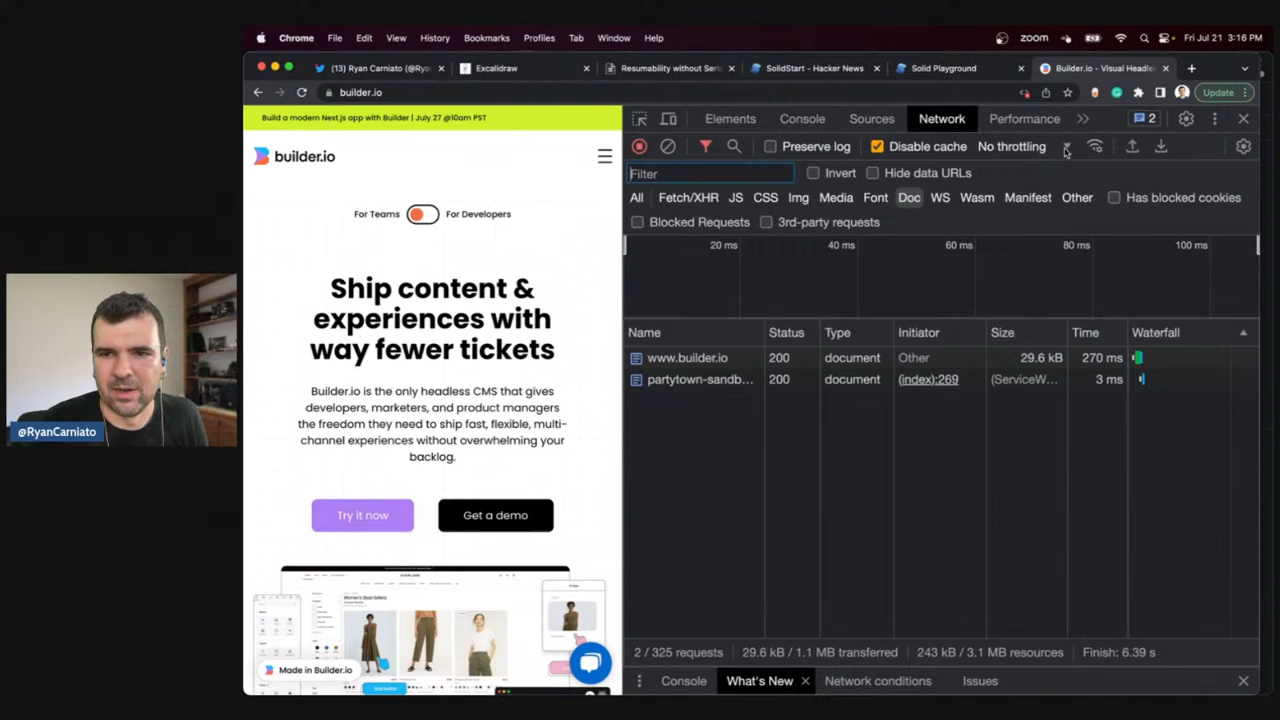 Chrome File Edit View History Bookmarks Profiles Tab Window Help zoom Fri Jul 21 3:16 PM
(13) Ryan Carniato (@Rya Excalidraw Resumability without Seri SolidStart - Hacker News Solid Playground Builder.io - Visual Headle
builder.io Update
Build a modern Next.js app with Builder | July 27 @10am PST
builder.io
For Teams For Developers
Ship content &
experiences with
way fewer tickets
Builder.io is the only headless CMS that gives
developers, marketers, and product managers
the freedom they need to ship fast, flexible, multi-
channel experiences without overwhelming your
backlog.
Try it now Get a demo
Women's Best Sellers
Marketer
Made in Builder.io
Elements Console Sources Network Performance 2
Preserve log Disable cache No throttling
Filter Invert Hide data URLs
All Fetch/XHR JS CSS Img Media Font Doc WS Wasm Manifest Other Has blocked cookies
Blocked Requests 3rd-party requests
20 ms 40 ms 60 ms 80 ms 100 ms
Name Status Type Initiator Size Time Waterfall
www.builder.io 200 document Other 29.6 kB 270 ms
partytown-sandb... 200 document (index):269 (ServiceW... 3 ms
2 / 325 requests 29.6 kB / 1.1 MB transferred 243 kB / 3.1 MB resources Finish: 6.39 s
Console What's New Network conditions Issues
@RyanCarniato